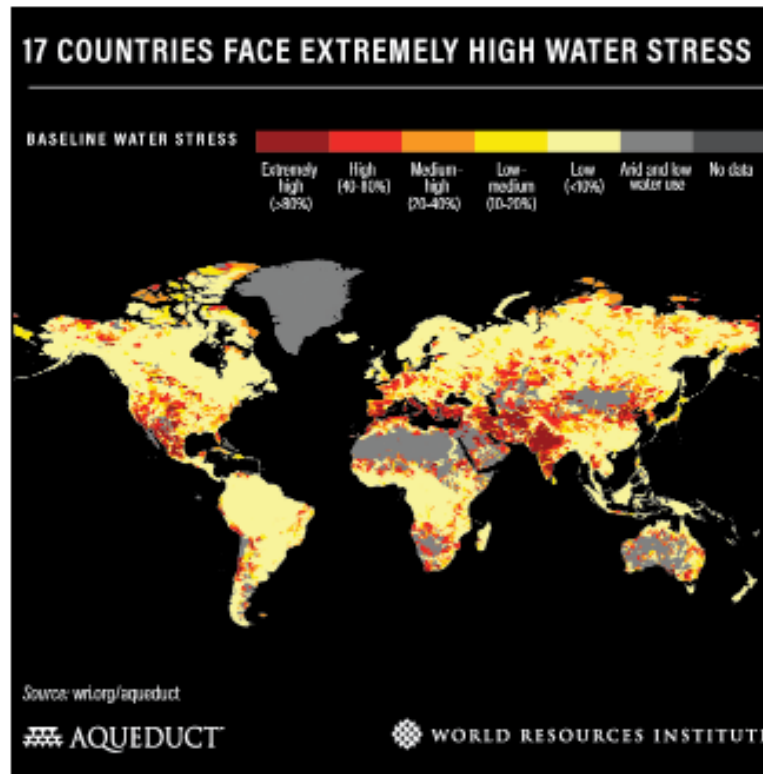 17 COUNTRIES FACE EXTREMELY HIGH WATER STRESS
BASELINE WATER STRESS
Extremely high (>80%)
High (40-80%)
Medium–high (20-40%)
Low–medium (10-20%)
Low (<10%)
Arid and low water use
No data
Source: wri.org/aqueduct
AQUEDUCT
WORLD RESOURCES INSTITUTE